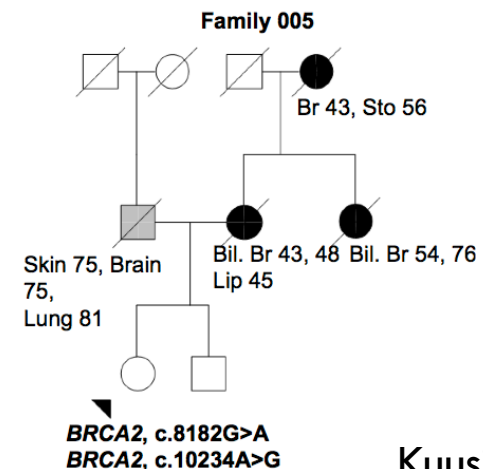 Family 005
Br 43, Sto 56
Skin 75, Brain
75,
Lung 81
Bil. Br 43, 48
Lip 45
Bil. Br 54, 76
BRCA2, c.8182G>A
BRCA2, c.10234A>G
Kuus